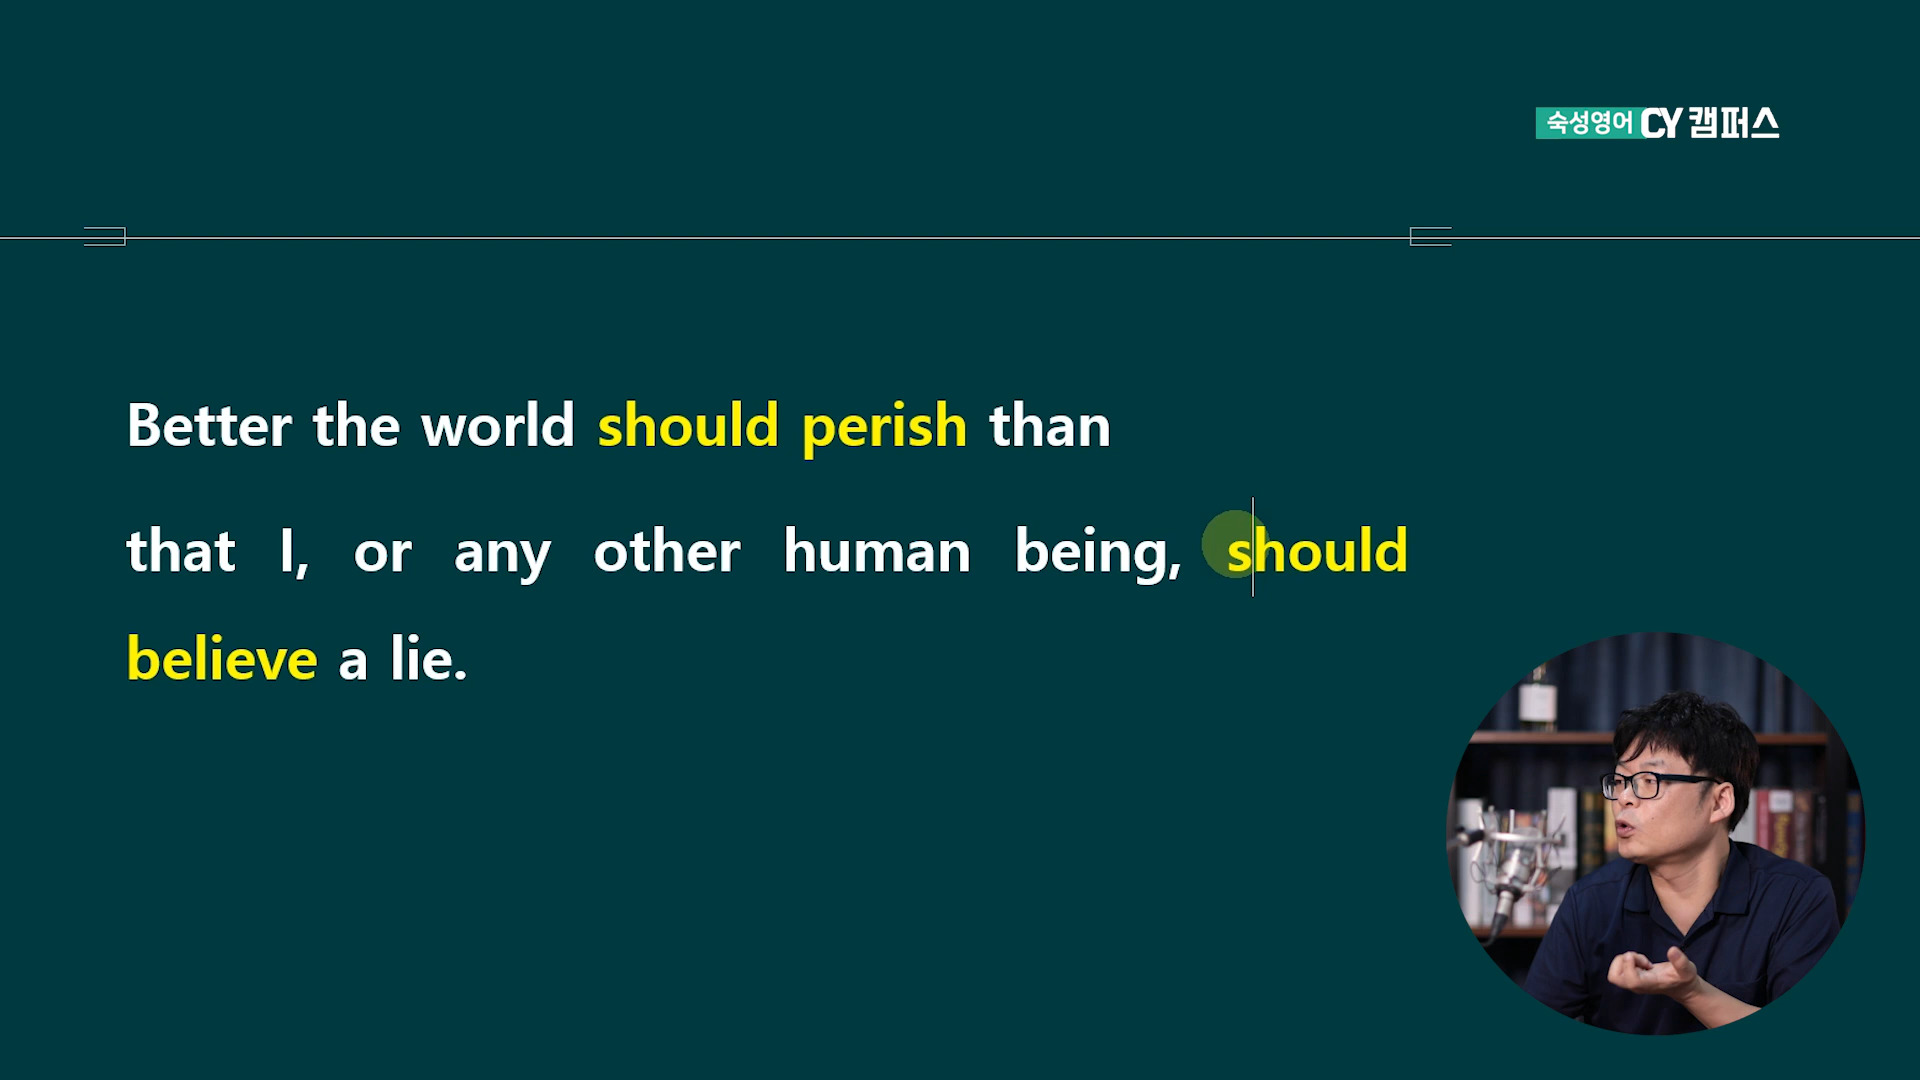 숙성영어 CY 캠퍼스
Better the world should perish than
that I, or any other human being, should
believe a lie.